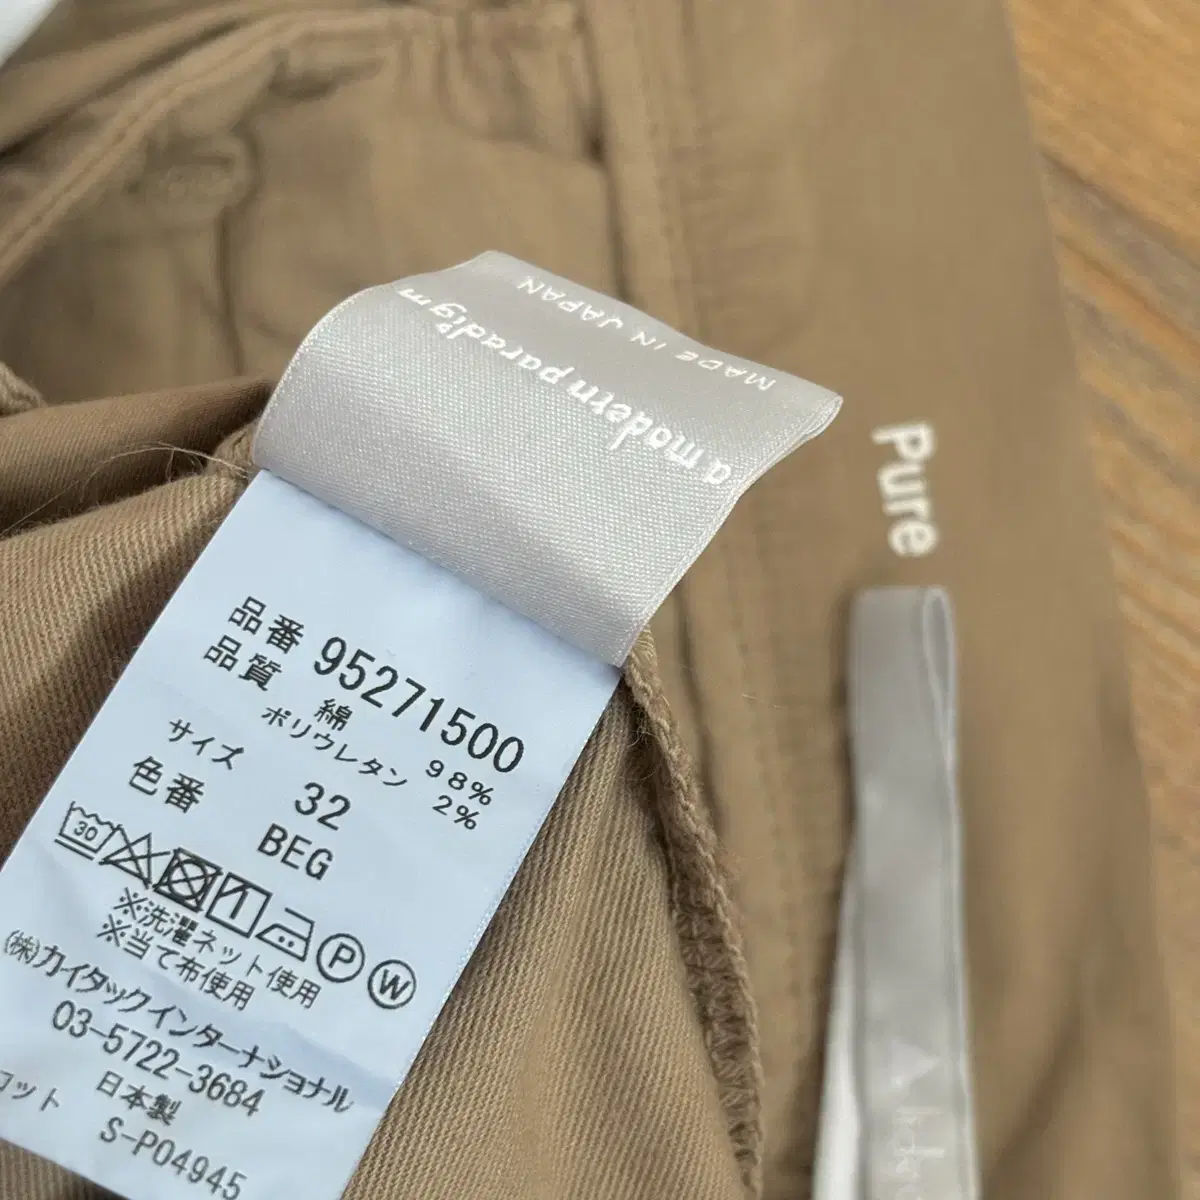 MADE IN JAPAN
a modern paradigm
Pure
品番 95271500
品質 綿 98%
ポリウレタン 2%
サイズ 32
色番 BEG
30
P W
※洗濯ネット使用
※当て布使用
(株)カイタックインターナショナル
03-5722-3684
ロット 日本製
S-P04945